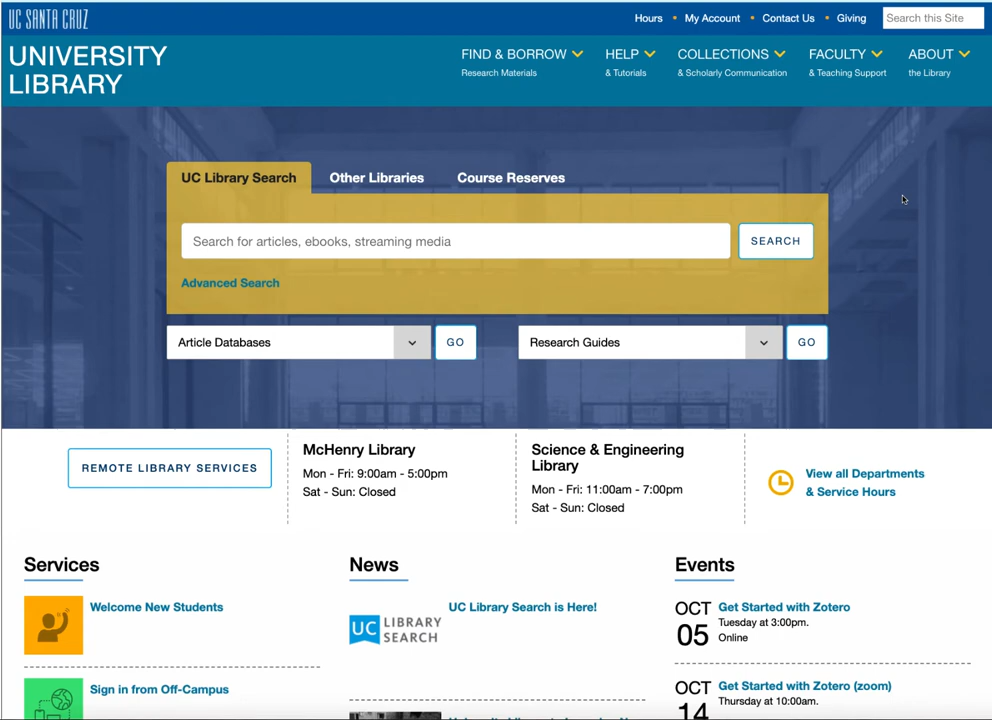 UC SANTA CRUZ
Hours • My Account • Contact Us • Giving
Search this Site
UNIVERSITY
LIBRARY
FIND & BORROW
Research Materials
HELP
& Tutorials
COLLECTIONS
& Scholarly Communication
FACULTY
& Teaching Support
ABOUT
the Library
UC Library Search
Other Libraries
Course Reserves
Search for articles, ebooks, streaming media
SEARCH
Advanced Search
Article Databases
GO
Research Guides
GO
REMOTE LIBRARY SERVICES
McHenry Library
Mon - Fri: 9:00am - 5:00pm
Sat - Sun: Closed
Science & Engineering
Library
Mon - Fri: 11:00am - 7:00pm
Sat - Sun: Closed
View all Departments
& Service Hours
Services
Welcome New Students
Sign in from Off-Campus
News
UC LIBRARY
SEARCH
UC Library Search is Here!
Events
OCT
05
Get Started with Zotero
Tuesday at 3:00pm.
Online
OCT
14
Get Started with Zotero (zoom)
Thursday at 10:00am.